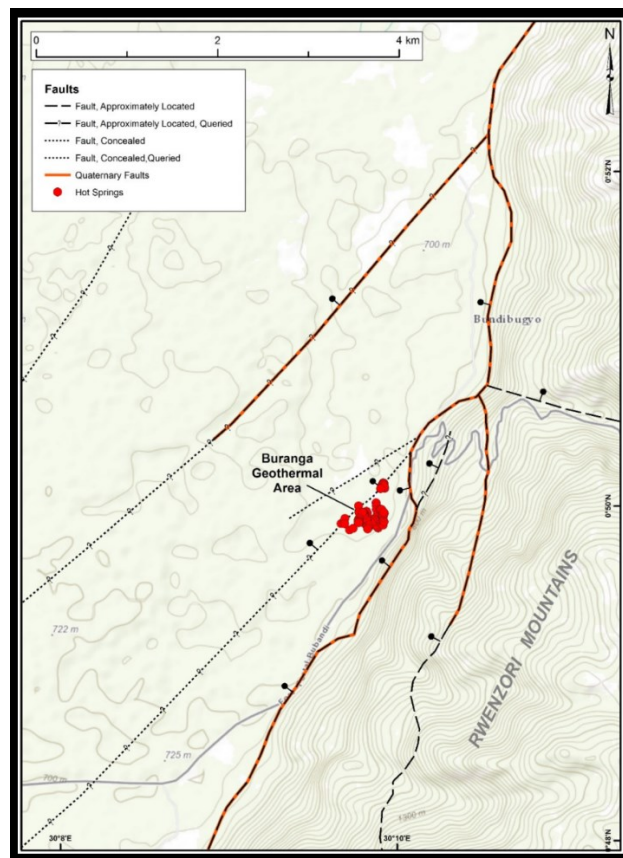 0 2 4 km
N
Faults
Fault, Approximately Located
Fault, Approximately Located, Queried
Fault, Concealed
Fault, Concealed,Queried
Quaternary Faults
Hot Springs
0°52'N
700 m
Bundibugyo
Buranga
Geothermal
Area
0°50'N
722 m
RWENZORI MOUNTAINS
725 m
700 m
1300 m
30°8'E
30°10'E
0°48'N